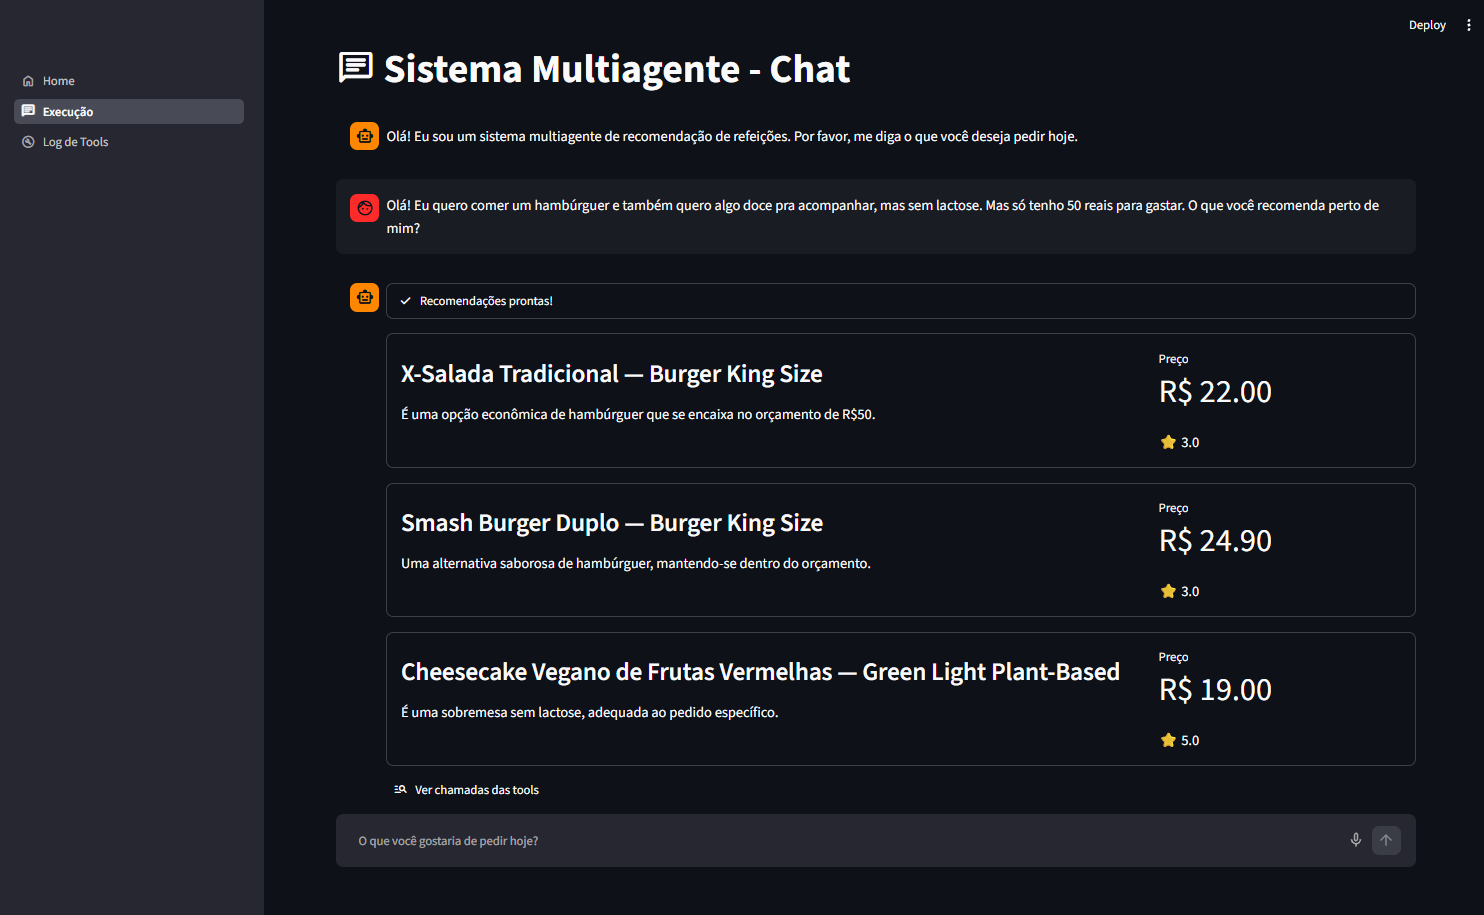 Deploy
Home
Execução
Log de Tools
Sistema Multiagente - Chat
Olá! Eu sou um sistema multiagente de recomendação de refeições. Por favor, me diga o que você deseja pedir hoje.
Olá! Eu quero comer um hambúrguer e também quero algo doce pra acompanhar, mas sem lactose. Mas só tenho 50 reais para gastar. O que você recomenda perto de
mim?
Recomendações prontas!
X-Salada Tradicional — Burger King Size
É uma opção econômica de hambúrguer que se encaixa no orçamento de R$50.
Preço
R$ 22.00
3.0
Smash Burger Duplo — Burger King Size
Uma alternativa saborosa de hambúrguer, mantendo-se dentro do orçamento.
Preço
R$ 24.90
3.0
Cheesecake Vegano de Frutas Vermelhas — Green Light Plant-Based
É uma sobremesa sem lactose, adequada ao pedido específico.
Preço
R$ 19.00
5.0
Ver chamadas das tools
O que você gostaria de pedir hoje?